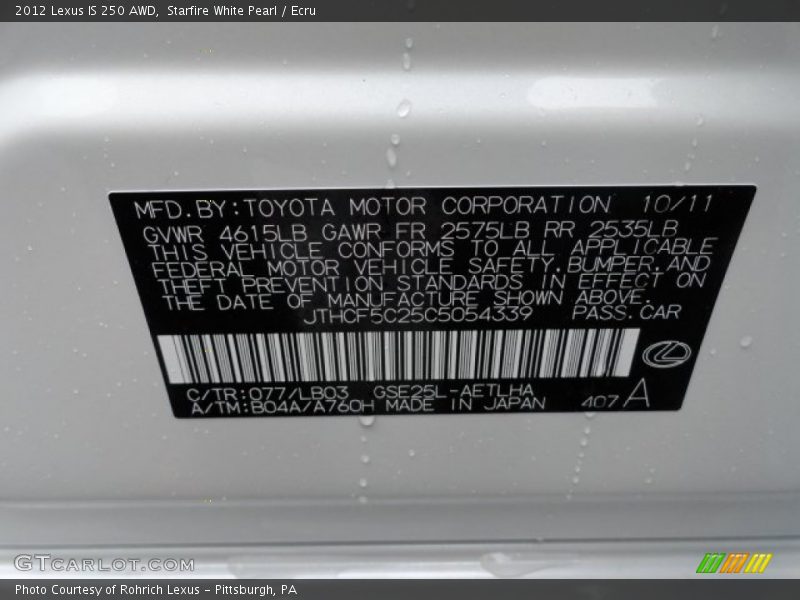 2012 Lexus IS 250 AWD,  Starfire White Pearl / Ecru
MFD.BY:TOYOTA MOTOR CORPORATION 10/11
GVWR 4615LB GAWR FR 2575LB RR 2535LB
THIS VEHICLE CONFORMS TO ALL APPLICABLE
FEDERAL MOTOR VEHICLE SAFETY,BUMPER,AND
THEFT PREVENTION STANDARDS IN EFFECT ON
THE DATE OF MANUFACTURE SHOWN ABOVE.
JTHCF5C25C5054339 PASS.CAR
C/TR:077/LB03 GSE25L-AETLHA
A/TM:B04A/A760H MADE IN JAPAN 407 A
GTCARLOT.COM
Photo Courtesy of Rohrich Lexus - Pittsburgh, PA